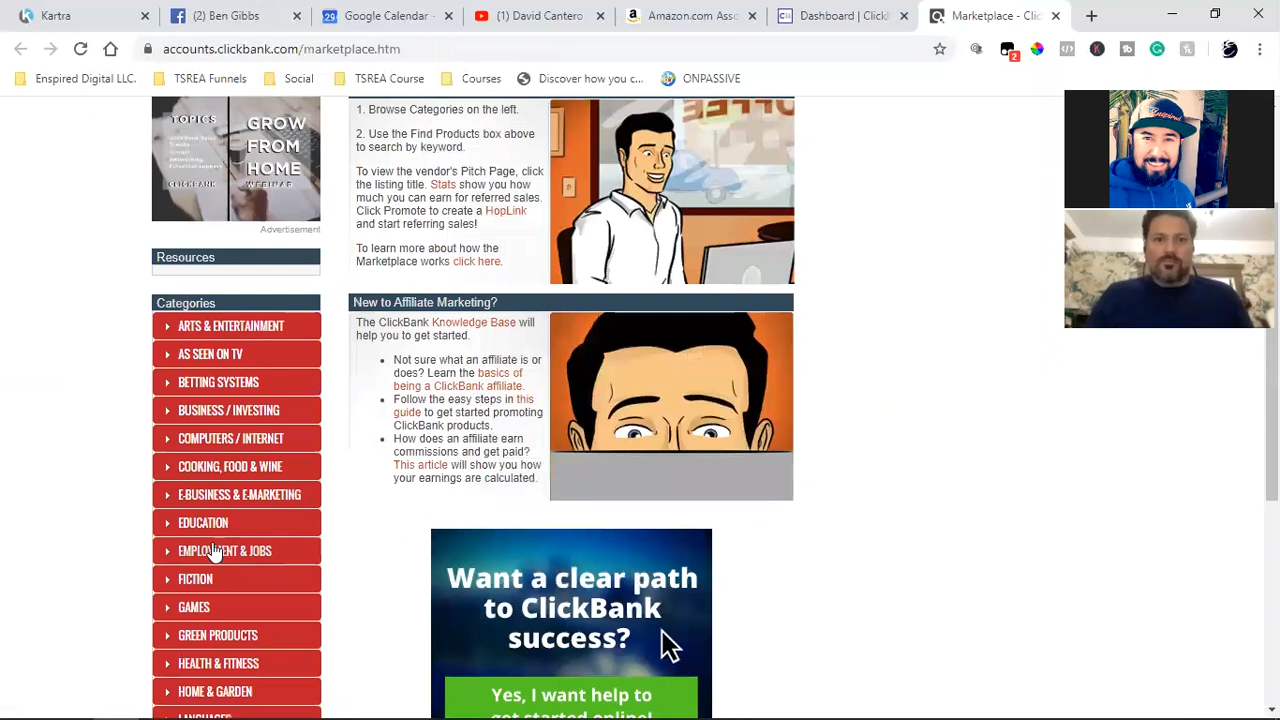 Kartra
(2) Ben Gibbs
Google Calendar -
(1) David Cantero
Amazon.com Asso
Dashboard | ClickB
Marketplace - Clic
accounts.clickbank.com/marketplace.htm
2
Enspired Digital LLC.
TSREA Funnels
Social
TSREA Course
Courses
Discover how you c...
ONPASSIVE
TOPICS
CLICKBANK
GROW
FROM
HOME
WEBINAR
Advertisement
Resources
Categories
ARTS & ENTERTAINMENT
AS SEEN ON TV
BETTING SYSTEMS
BUSINESS / INVESTING
COMPUTERS / INTERNET
COOKING, FOOD & WINE
E-BUSINESS & E-MARKETING
EDUCATION
EMPLOYMENT & JOBS
FICTION
GAMES
GREEN PRODUCTS
HEALTH & FITNESS
HOME & GARDEN
LANGUAGES
1. Browse Categories on the left.
2. Use the Find Products box above
to search by keyword.
To view the vendor's Pitch Page, click
the listing title. Stats show you how
much you can earn for referred sales.
Click Promote to create a HopLink
and start referring sales!
To learn more about how the
Marketplace works click here.
New to Affiliate Marketing?
The ClickBank Knowledge Base will
help you to get started.
Not sure what an affiliate is or
does? Learn the basics of
being a ClickBank affiliate.
Follow the easy steps in this
guide to get started promoting
ClickBank products.
How does an affiliate earn
commissions and get paid?
This article will show you how
your earnings are calculated.
Want a clear path
to ClickBank
success?
Yes, I want help to
get started online!